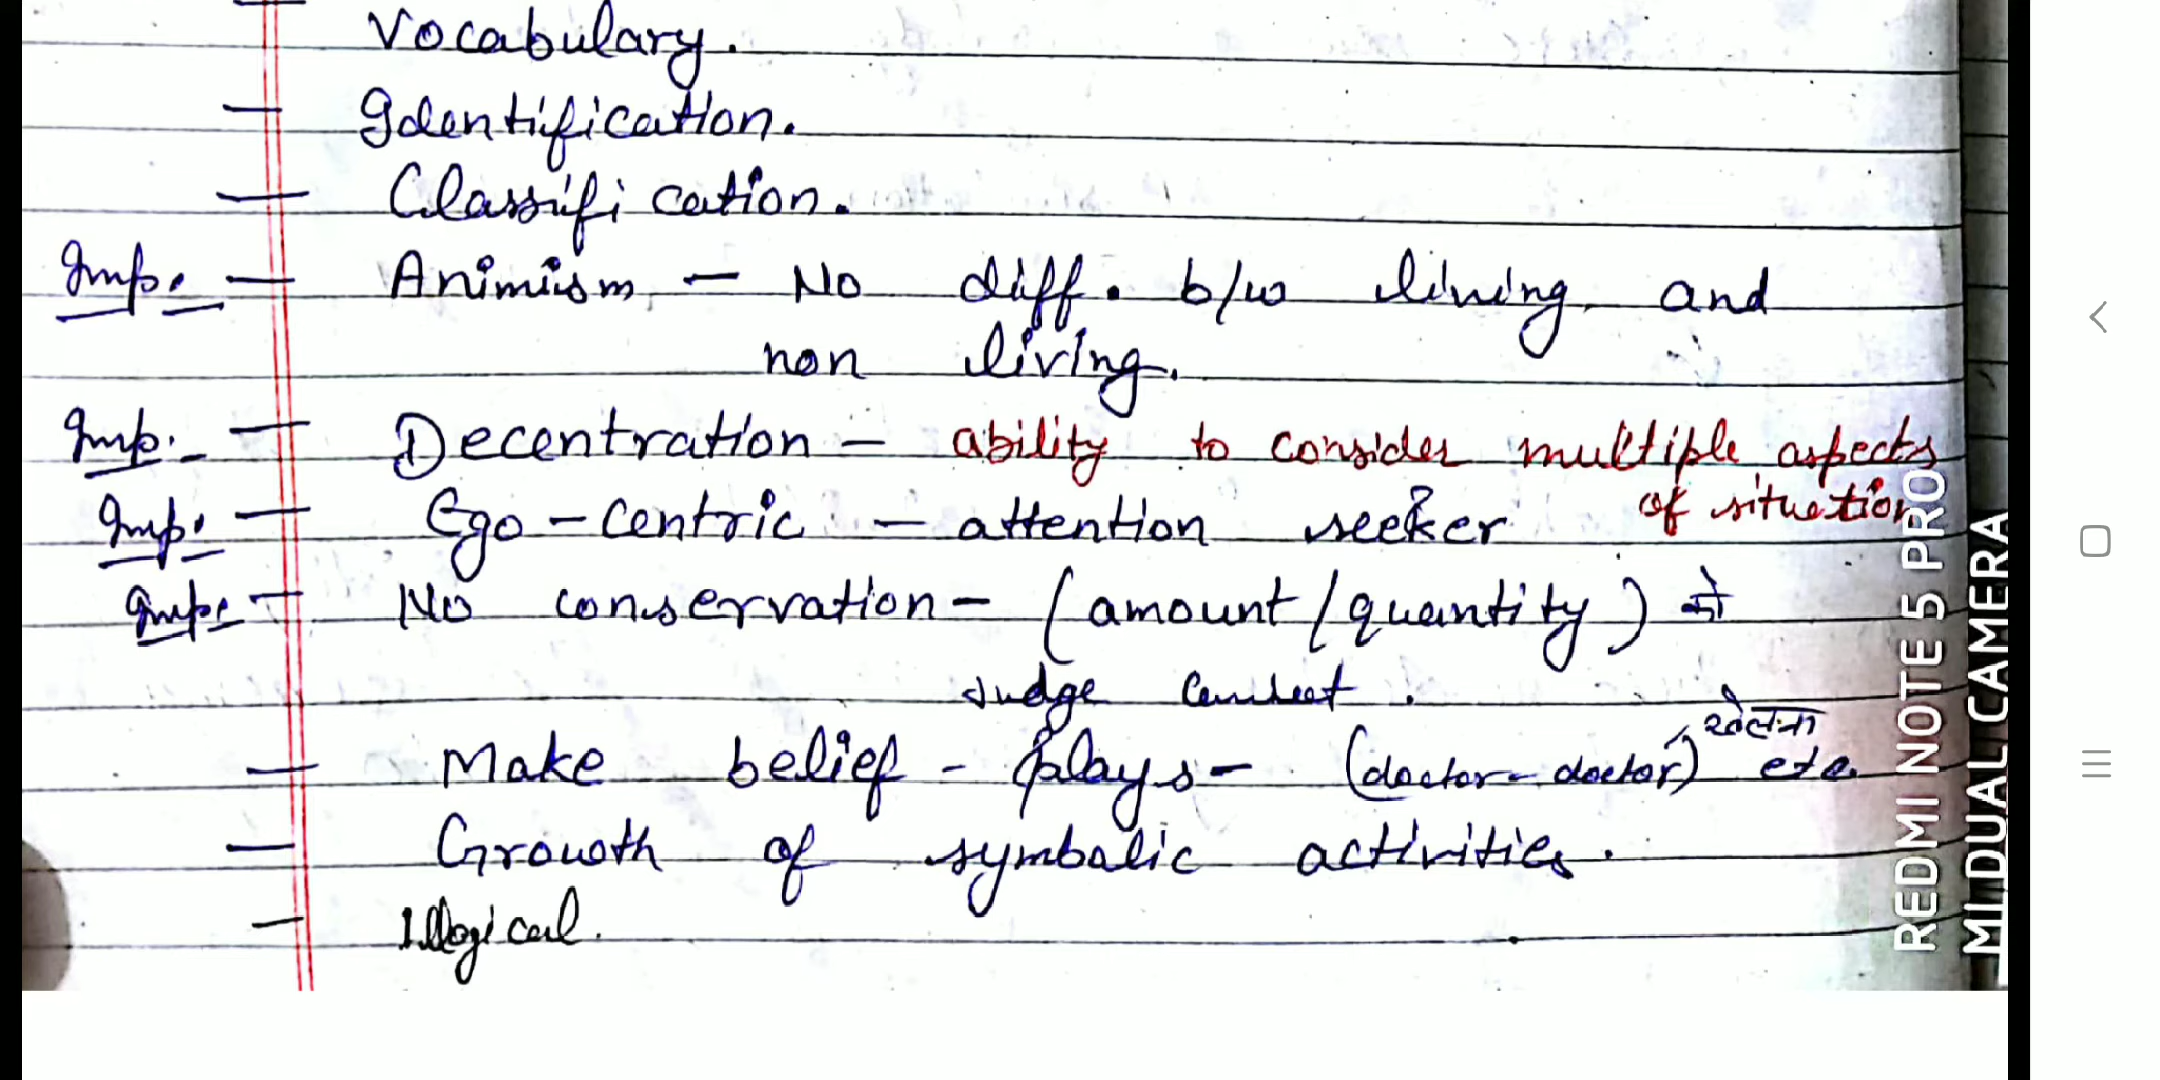 Vocabulary.
— Identification.
— Classification.
Imp. — Animism — No diff. b/w living and
non living.
Imp. — Decentration — ability to consider multiple aspects
of situation
Imp. — Ego-centric — attention seeker
Imp. — No conservation — (amount/quantity) को
Judge
— Make belief - plays — (doctor-doctor) खेलना etc.
— Growth of symbolic activities.
— Illogical.
REDMI NOTE 5 PRO
MI DUAL CAMERA